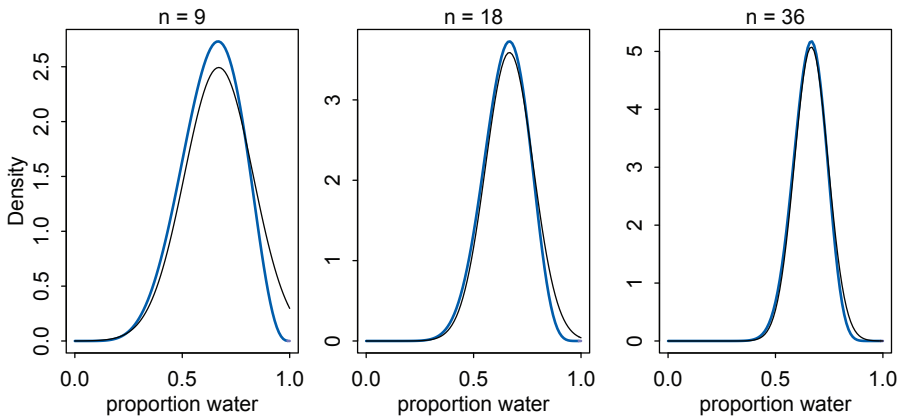 n = 9
Density
0.0 0.5 1.0 1.5 2.0 2.5
0.0 0.5 1.0
proportion water
n = 18
0 1 2 3
0.0 0.5 1.0
proportion water
n = 36
0 1 2 3 4 5
0.0 0.5 1.0
proportion water